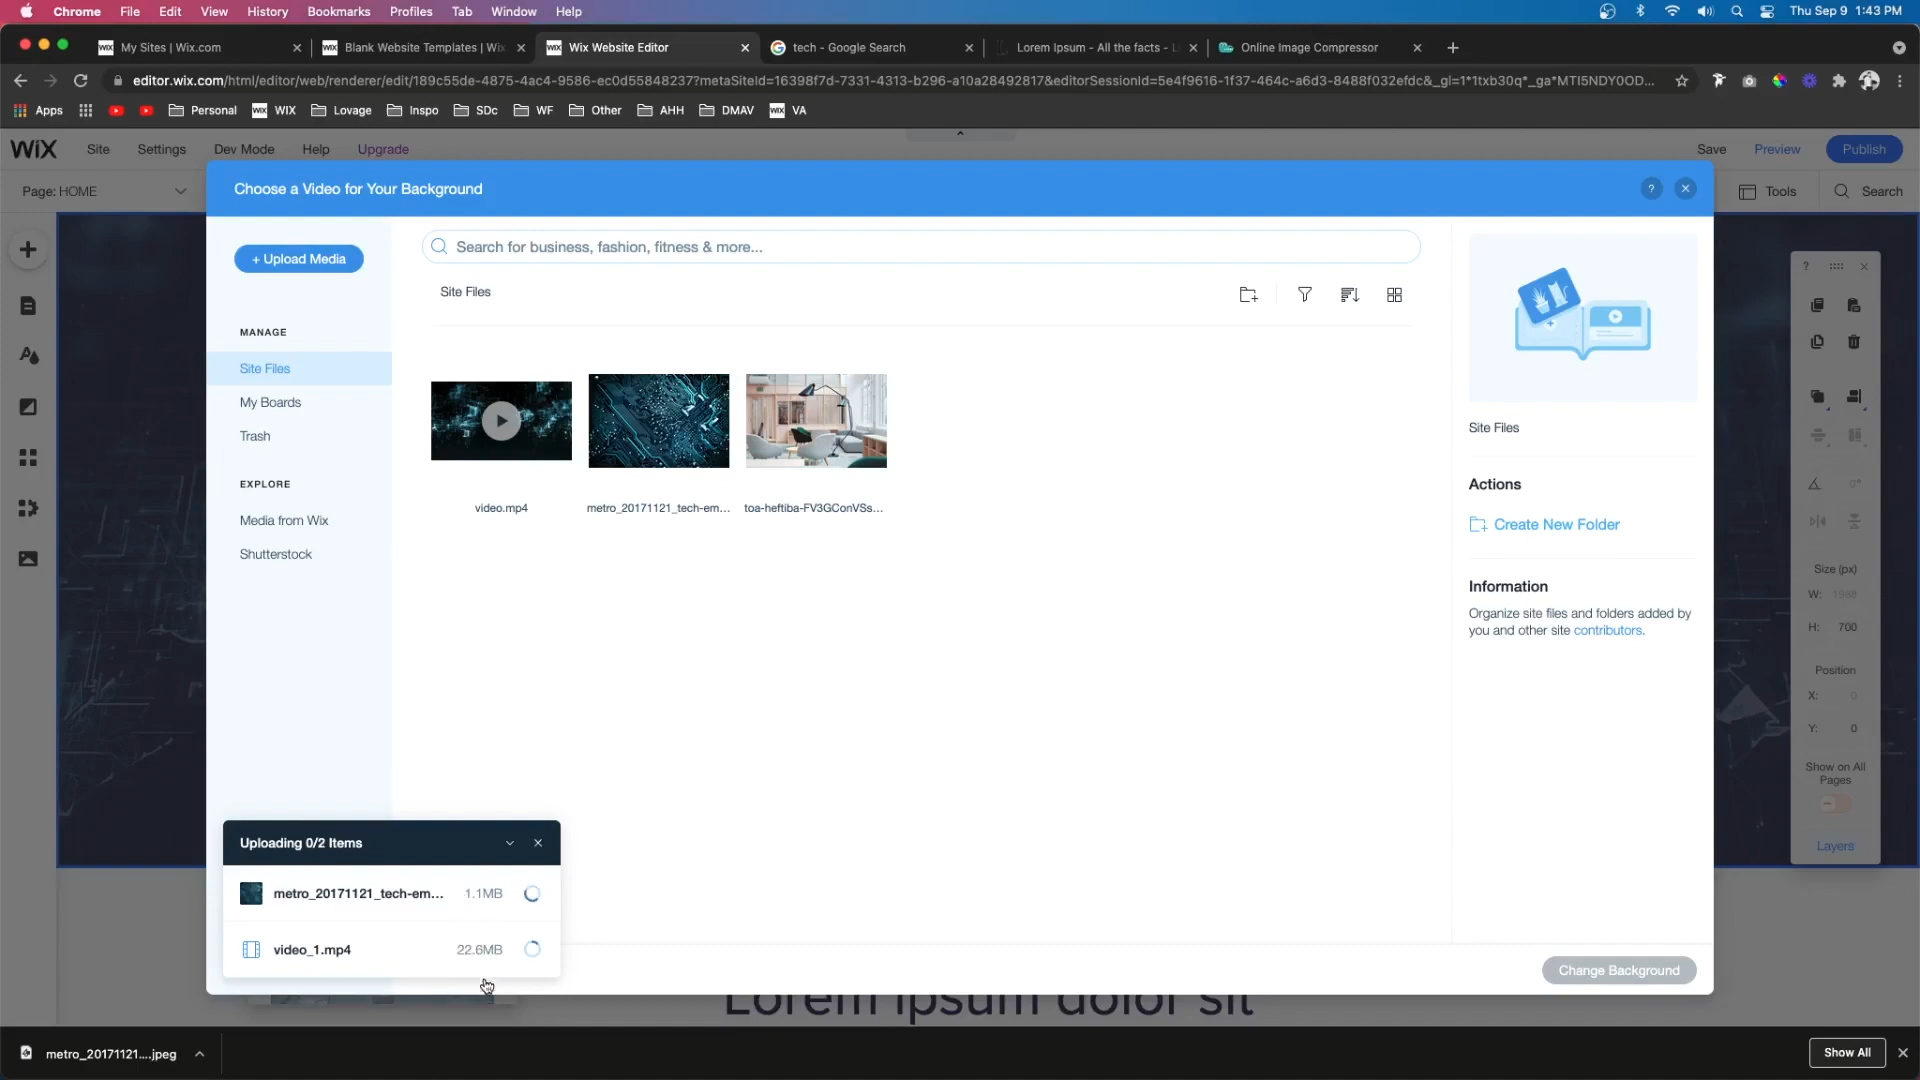 Chrome File Edit View History Bookmarks Profiles Tab Window Help Thu Sep 9 1:43 PM
WIX My Sites | Wix.com WIX Blank Website Templates | Wix WIX Wix Website Editor G tech - Google Search Lorem Ipsum - All the facts - Online Image Compressor
editor.wix.com/html/editor/web/renderer/edit/189c55de-4875-4ac4-9586-ec0d55848237?metaSiteId=16398f7d-7331-4313-b296-a10a28492817&editorSessionId=5e4f9616-1f37-464c-a6d3-8488f032efdc&_gl=1*1txb30q*_ga*MTI5NDY0OD...
Apps Personal WIX WIX Lovage Inspo SDc WF Other AHH DMAV WIX VA
WIX Site Settings Dev Mode Help Upgrade Save Preview Publish
Page: HOME Tools Search
Choose a Video for Your Background ?
+ Upload Media
Search for business, fashion, fitness & more...
Site Files
MANAGE
Site Files
My Boards
Trash
EXPLORE
Media from Wix
Shutterstock
video.mp4 metro_20171121_tech-em... toa-heftiba-FV3GConVSs...
Site Files
Actions
Create New Folder
Information
Organize site files and folders added by
you and other site contributors.
?
0°
Size (px)
W: 1988
H: 700
Position
X: 0
Y: 0
Show on All
Pages
Layers
Uploading 0/2 Items
metro_20171121_tech-em... 1.1MB
video_1.mp4 22.6MB
Change Background
Lorem ipsum dolor sit
metro_20171121....jpeg Show All